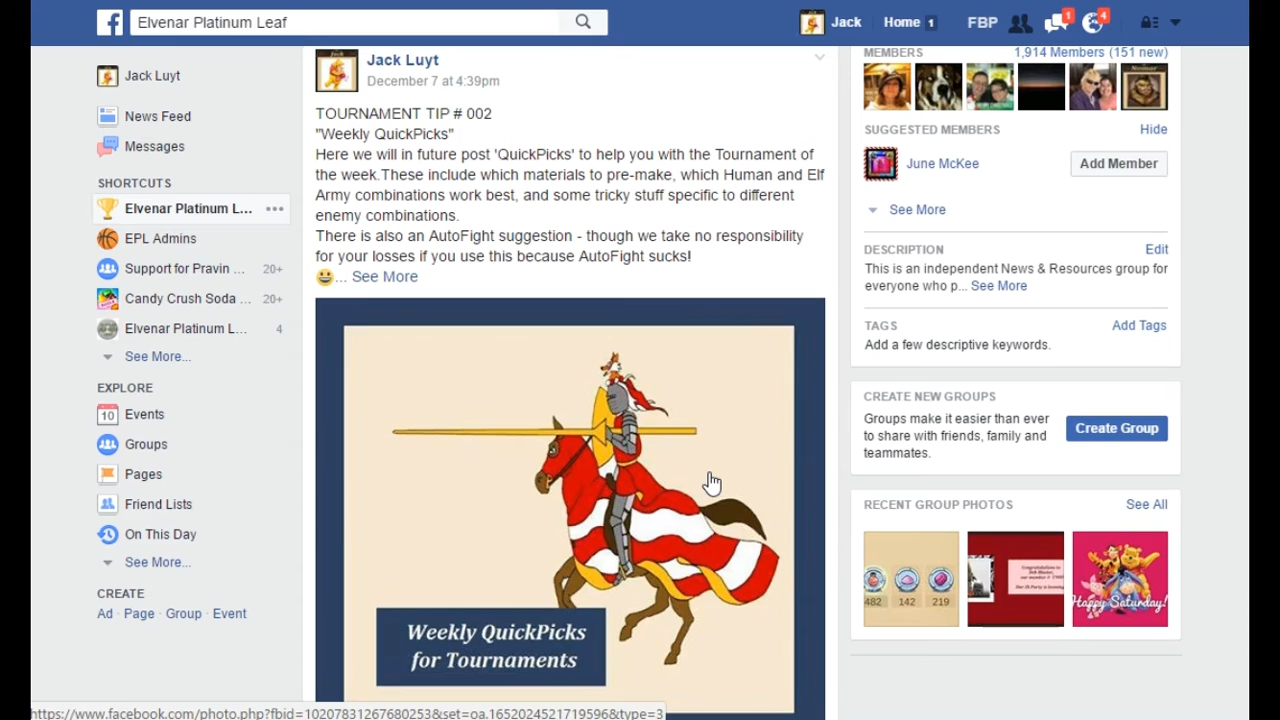 Elvenar Platinum Leaf
Jack
Home 1
FBP
1
4
Jack Luyt
News Feed
Messages
SHORTCUTS
Elvenar Platinum L...
EPL Admins
Support for Pravin ... 20+
Candy Crush Soda ... 20+
Elvenar Platinum L... 4
See More...
EXPLORE
10 Events
Groups
Pages
Friend Lists
On This Day
See More...
CREATE
Ad · Page · Group · Event
Jack Luyt
December 7 at 4:39pm
TOURNAMENT TIP # 002
"Weekly QuickPicks"
Here we will in future post 'QuickPicks' to help you with the Tournament of
the week.These include which materials to pre-make, which Human and Elf
Army combinations work best, and some tricky stuff specific to different
enemy combinations.
There is also an AutoFight suggestion - though we take no responsibility
for your losses if you use this because AutoFight sucks!
... See More
Weekly QuickPicks
for Tournaments
MEMBERS 1,914 Members (151 new)
SUGGESTED MEMBERS Hide
June McKee Add Member
See More
DESCRIPTION Edit
This is an independent News & Resources group for
everyone who p... See More
TAGS Add Tags
Add a few descriptive keywords.
CREATE NEW GROUPS
Groups make it easier than ever
to share with friends, family and
teammates.
Create Group
RECENT GROUP PHOTOS See All
482 142 219
Happy Saturday!
https://www.facebook.com/photo.php?fbid=10207831267680253&set=oa.1652024521719596&type=3